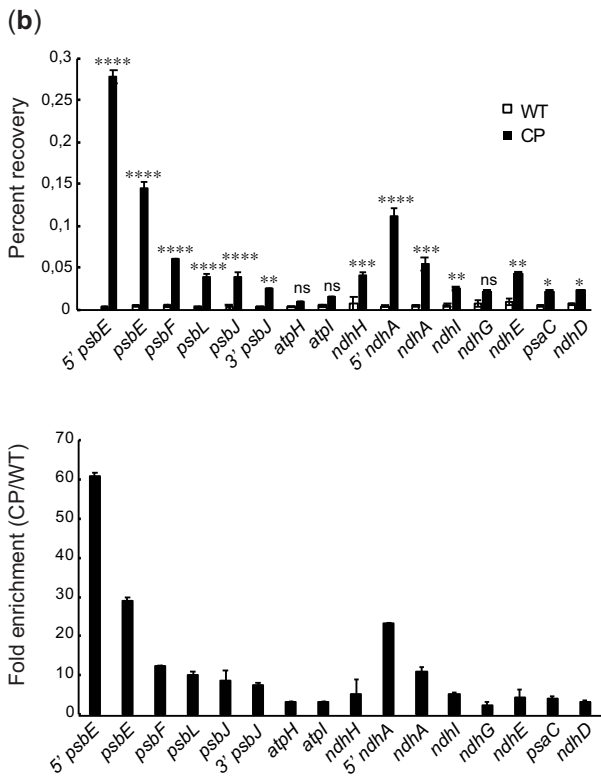 (b)
Percent recovery
0,3
0,25
0,2
0,15
0,1
0,05
0
WT
CP
**** **** **** **** **** ** ns ns *** **** *** ** ns ** * *
5' psbE psbE psbF psbL psbJ 3' psbJ atpH atpI ndhH 5' ndhA ndhA ndhI ndhG ndhE psaC ndhD
Fold enrichment (CP/WT)
70
60
50
40
30
20
10
0
5' psbE psbE psbF psbL psbJ 3' psbJ atpH atpI ndhH 5' ndhA ndhA ndhI ndhG ndhE psaC ndhD